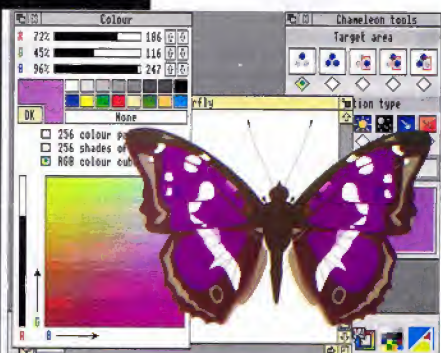 Colour
R 72% 186
G 45% 116
B 96% 247
OK
None
256 colour pa
256 shades o
RGB colour cub
G
R B
rfly
Chameleon tools
Target area
tion type